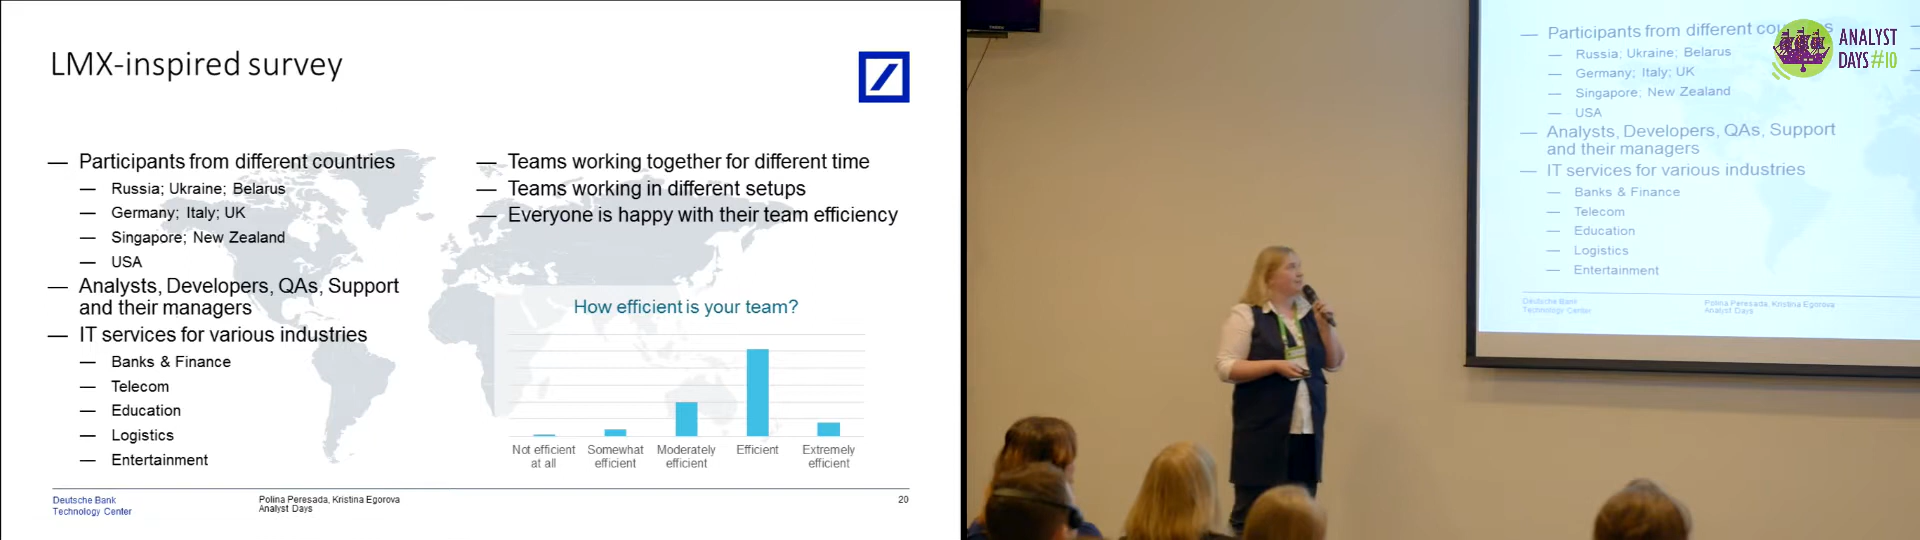 LMX-inspired survey
— Participants from different countries
— Russia; Ukraine; Belarus
— Germany; Italy; UK
— Singapore; New Zealand
— USA
— Analysts, Developers, QAs, Support
and their managers
— IT services for various industries
— Banks & Finance
— Telecom
— Education
— Logistics
— Entertainment
— Teams working together for different time
— Teams working in different setups
— Everyone is happy with their team efficiency
How efficient is your team?
Not efficient
at all
Somewhat
efficient
Moderately
efficient
Efficient
Extremely
efficient
Deutsche Bank
Technology Center
Polina Peresada, Kristina Egorova
Analyst Days
20
— Participants from different
— Russia; Ukraine; Belarus
— Germany; Italy; UK
— Singapore; New Zealand
— USA
— Analysts, Developers, QAs, Support
and their managers
— IT services for various industries
— Banks & Finance
— Telecom
— Education
— Logistics
— Entertainment
Deutsche Bank
Technology Center
Polina Peresada, Kristina Egorova
Analyst Days
ANALYST
DAYS#10